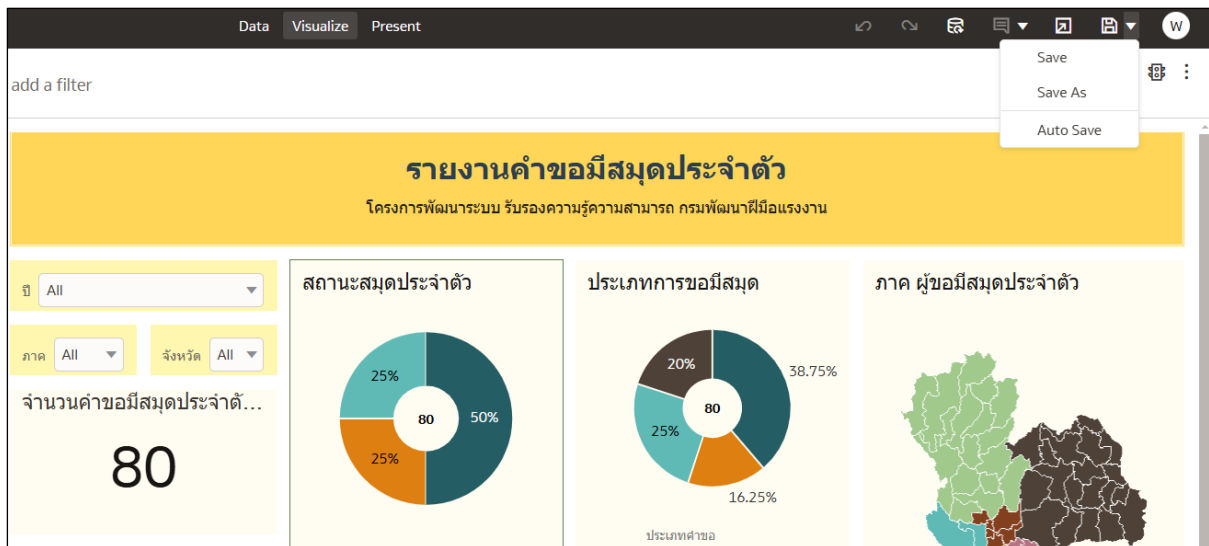 Data Visualize Present
W
Save
Save As
Auto Save
add a filter
รายงานคำขอมีสมุดประจำตัว
โครงการพัฒนาระบบ รับรองความรู้ความสามารถ กรมพัฒนาฝีมือแรงงาน
ปี All
ภาค All จังหวัด All
จำนวนคำขอมีสมุดประจำตั...
80
สถานะสมุดประจำตัว
25%
80 50%
25%
ประเภทการขอมีสมุด
20% 38.75%
80
25%
16.25%
ประเภทคำขอ
ภาค ผู้ขอมีสมุดประจำตัว